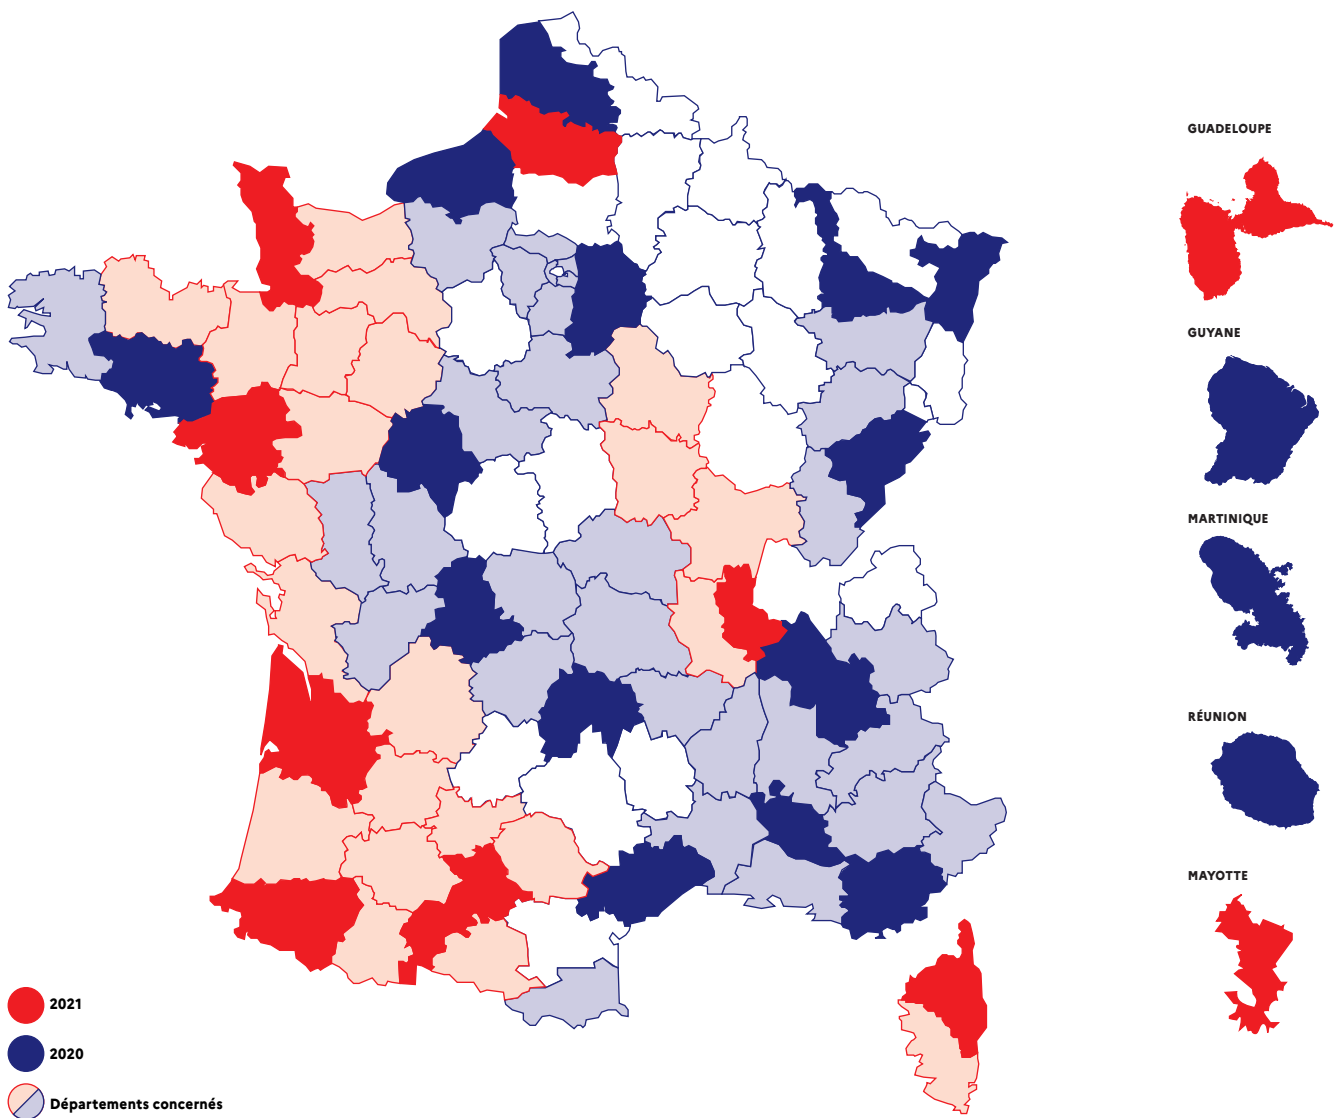 GUADELOUPE
GUYANE
MARTINIQUE
RÉUNION
MAYOTTE
2021
2020
Départements concernés